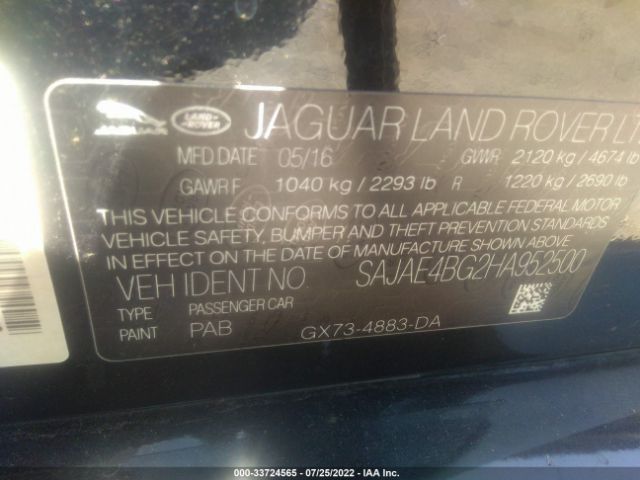 JAGUAR LAND-ROVER JAGUAR LAND ROVER LT
MFD.DATE 05/16 GVWR 2120 kg / 4674 lb
GAWR F 1040 kg / 2293 lb R 1220 kg / 2690 lb
THIS VEHICLE CONFORMS TO ALL APPLICABLE FEDERAL MOTOR
VEHICLE SAFETY, BUMPER AND THEFT PREVENTION STANDARDS
IN EFFECT ON THE DATE OF MANUFACTURE SHOWN ABOVE
VEH IDENT NO. SAJAE4BG2HA952500
TYPE PASSENGER CAR
PAINT PAB GX73-4883-DA
000-33724565 | 07/25/2022 - IAA Inc.